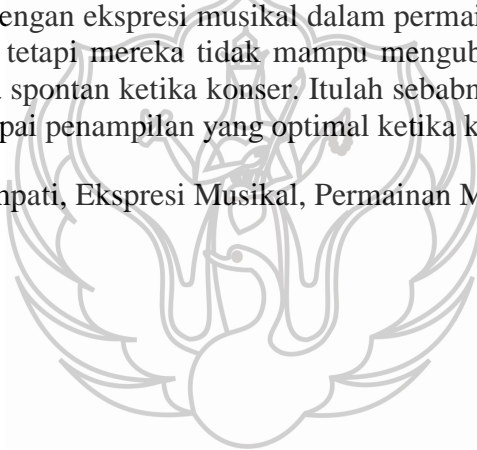 engan ekspresi musikal dalam permai
tetapi mereka tidak mampu mengub
spontan ketika konser. Itulah sebabn
pai penampilan yang optimal ketika k
pati, Ekspresi Musikal, Permainan M